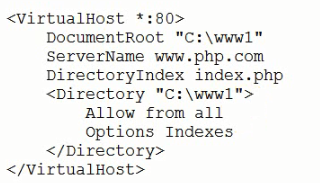 <VirtualHost *:80>
    DocumentRoot "C:\www1"
    ServerName www.php.com
    DirectoryIndex index.php
    <Directory "C:\www1">
        Allow from all
        Options Indexes
    </Directory>
</VirtualHost>